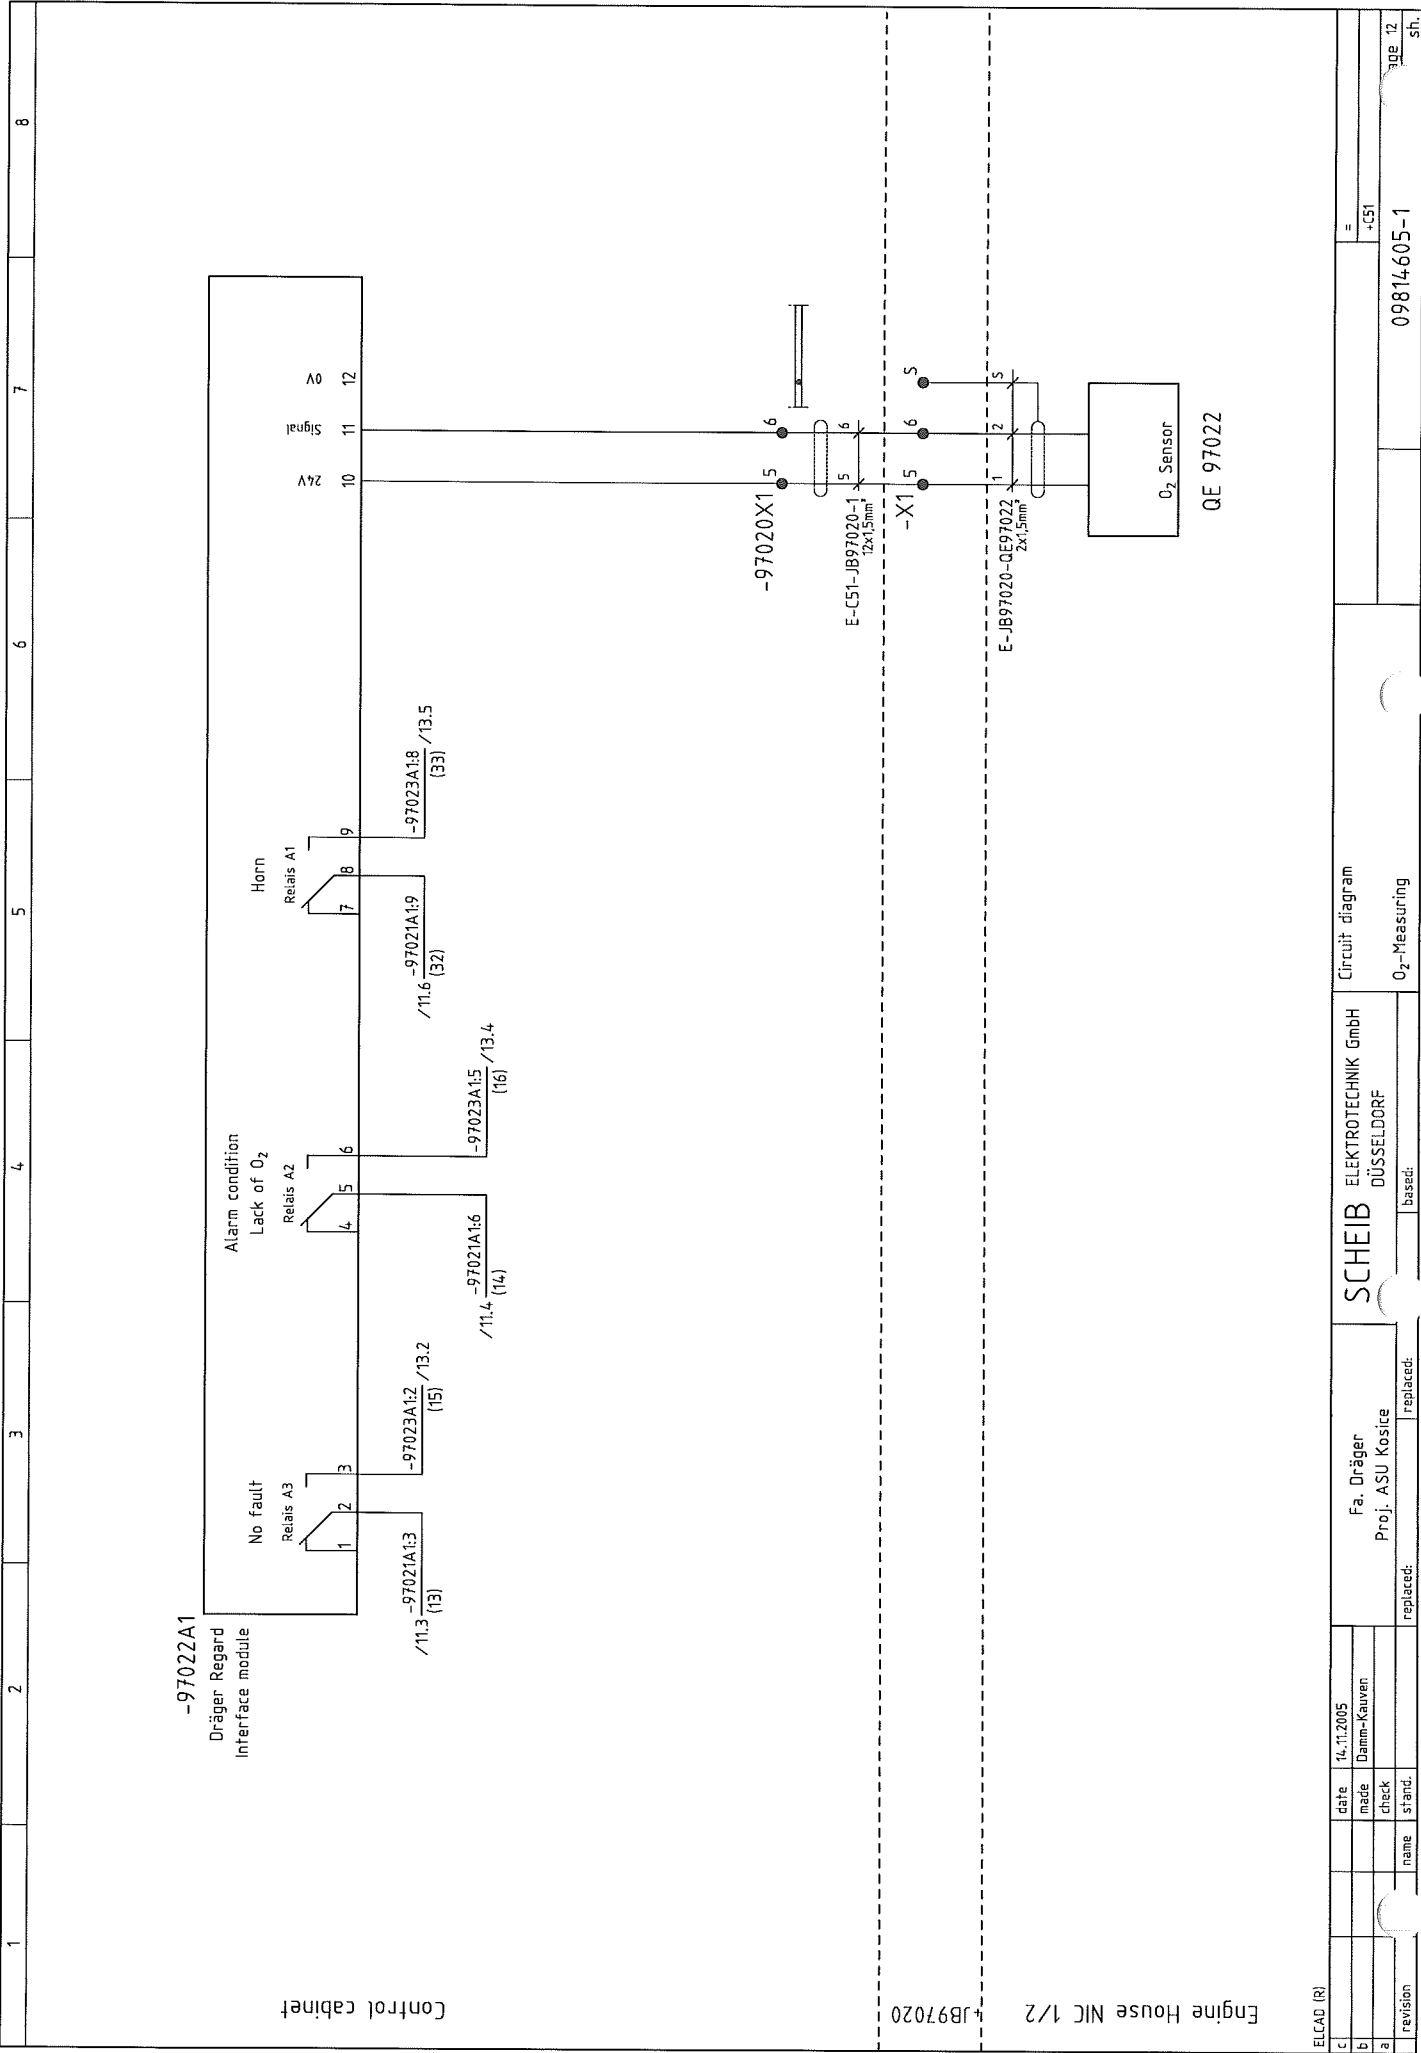 1 2 3 4 5 6 7 8
-97022A1
Dräger Regard
Interface module
No fault
Relais A3
1 2 3
Alarm condition
Lack of O2
Relais A2
4 5 6
Horn
Relais A1
7 8 9
24V Signal 0V
10 11 12
/11.3 -97021A1:3
(13)
-97023A1:2 /13.2
(15)
/11.4 -97021A1:6
(14)
-97023A1:5 /13.4
(16)
/11.6 -97021A1:9
(32)
-97023A1:8 /13.5
(33)
Control cabinet
-97020X1 5 6
E-C51-JB97020-1 5 6
12x1,5mm²
+JB97020
-X1 5 6 S
Engine House NIC 1/2
E-JB97020-QE97022 1 2 S
2x1,5mm²
O2 Sensor
QE 97022
ELCAD (R)
c
b
a
revision
name
date 14.11.2005
made Damm-Kauven
check
stand.
Fa. Dräger
Proj. ASU Kosice
replaced:
replaced:
SCHEIB ELEKTROTECHNIK GmbH
DÜSSELDORF
based:
Circuit diagram
O2-Measuring
=
+C51
09814605-1
age 12
sh.